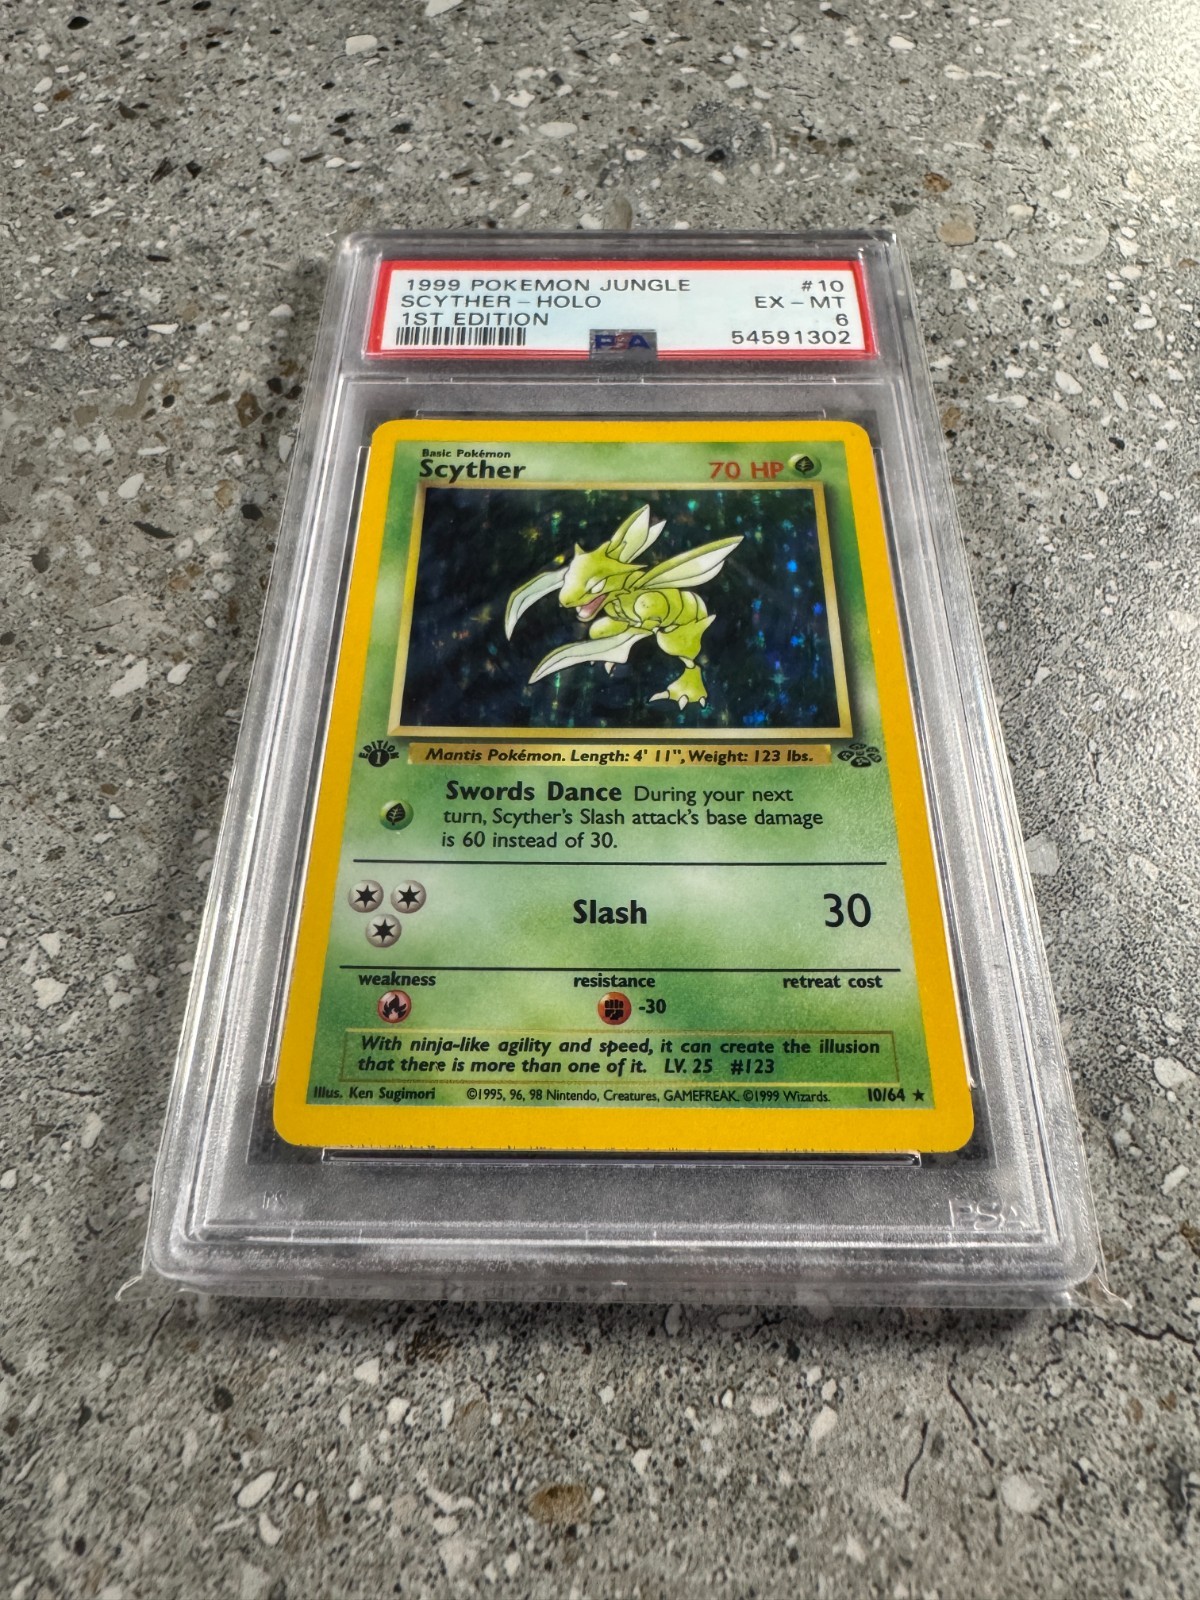 1999 POKEMON JUNGLE #10
SCYTHER - HOLO EX - MT
1ST EDITION 6
PSA 54591302
Basic Pokémon
Scyther 70 HP
EDITION 1
Mantis Pokémon. Length: 4' 11", Weight: 123 lbs.
Swords Dance During your next
turn, Scyther's Slash attack's base damage
is 60 instead of 30.
Slash 30
weakness resistance retreat cost
-30
With ninja-like agility and speed, it can create the illusion
that there is more than one of it. LV. 25 #123
Illus. Ken Sugimori ©1995, 96, 98 Nintendo, Creatures, GAMEFREAK. ©1999 Wizards. 10/64 ★
PSA